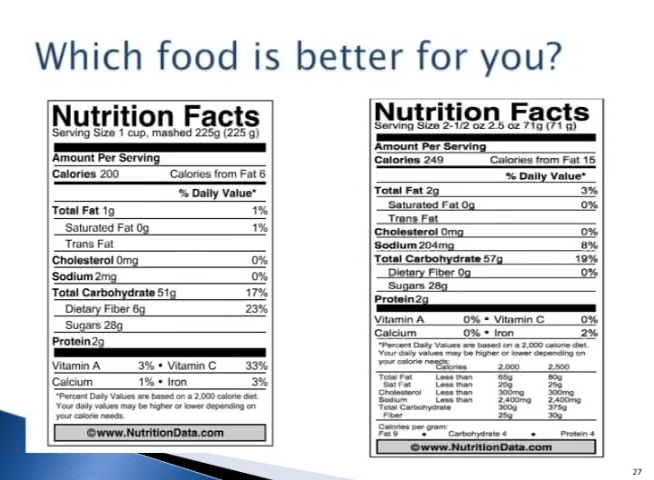 Which food is better for you?
Nutrition Facts
Serving Size 1 cup, mashed 225g (225 g)
Amount Per Serving
Calories 200 Calories from Fat 6
% Daily Value*
Total Fat 1g 1%
Saturated Fat 0g 1%
Trans Fat
Cholesterol 0mg 0%
Sodium 2mg 0%
Total Carbohydrate 51g 17%
Dietary Fiber 6g 23%
Sugars 28g
Protein 2g
Vitamin A 3% • Vitamin C 33%
Calcium 1% • Iron 3%
*Percent Daily Values are based on a 2,000 calorie diet.
Your daily values may be higher or lower depending on
your calorie needs.
©www.NutritionData.com
Nutrition Facts
Serving Size 2-1/2 oz 2.5 oz 71g (71 g)
Amount Per Serving
Calories 249 Calories from Fat 15
% Daily Value*
Total Fat 2g 3%
Saturated Fat 0g 0%
Trans Fat
Cholesterol 0mg 0%
Sodium 204mg 8%
Total Carbohydrate 57g 19%
Dietary Fiber 0g 0%
Sugars 28g
Protein 2g
Vitamin A 0% • Vitamin C 0%
Calcium 0% • Iron 2%
*Percent Daily Values are based on a 2,000 calorie diet.
Your daily values may be higher or lower depending on
your calorie needs:
Calories 2,000 2,500
Total Fat Less than 65g 80g
Sat Fat Less than 20g 25g
Cholesterol Less than 300mg 300mg
Sodium Less than 2,400mg 2,400mg
Total Carbohydrate 300g 375g
Fiber 25g 30g
Calories per gram:
Fat 9 • Carbohydrate 4 • Protein 4
©www.NutritionData.com
27